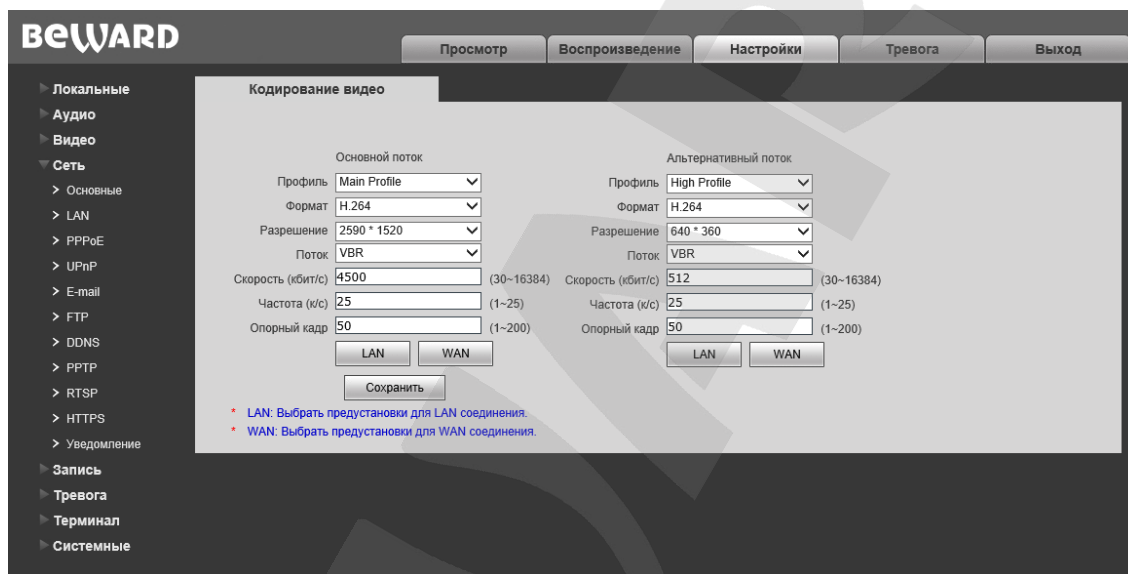 BEWARD
Просмотр Воспроизведение Настройки Тревога Выход
Локальные
Аудио
Видео
Сеть
> Основные
> LAN
> PPPoE
> UPnP
> E-mail
> FTP
> DDNS
> PPTP
> RTSP
> HTTPS
> Уведомление
Запись
Тревога
Терминал
Системные
Кодирование видео
Основной поток
Профиль Main Profile
Формат H.264
Разрешение 2590 * 1520
Поток VBR
Скорость (кбит/с) 4500 (30~16384)
Частота (к/с) 25 (1~25)
Опорный кадр 50 (1~200)
LAN WAN
Альтернативный поток
Профиль High Profile
Формат H.264
Разрешение 640 * 360
Поток VBR
Скорость (кбит/с) 512 (30~16384)
Частота (к/с) 25 (1~25)
Опорный кадр 50 (1~200)
LAN WAN
Сохранить
* LAN: Выбрать предустановки для LAN соединения.
* WAN: Выбрать предустановки для WAN соединения.